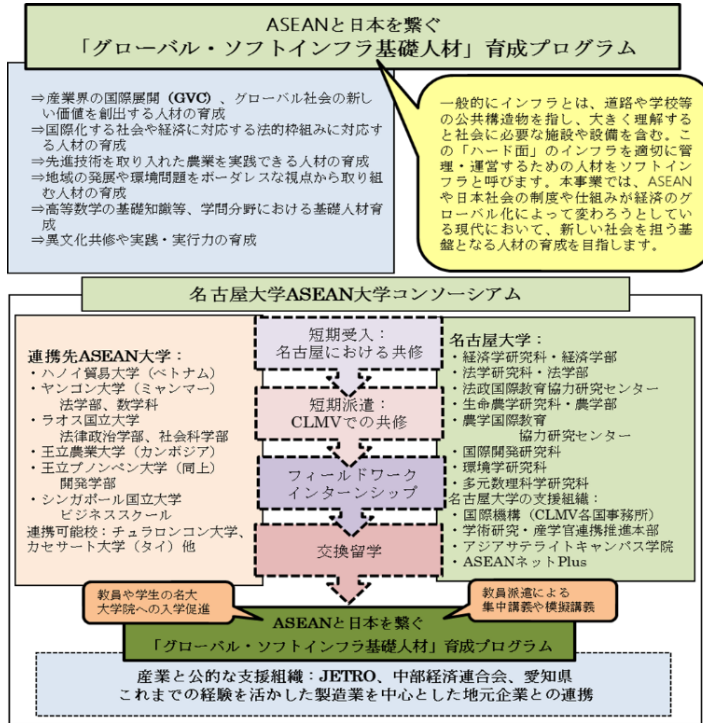 ASEANと日本を繋ぐ
「グローバル・ソフトインフラ基礎人材」育成プログラム
⇒産業界の国際展開(GVC)、グローバル社会の新し
い価値を創出する人材の育成
⇒国際化する社会や経済に対応する法的枠組みに対応す
る人材の育成
⇒先進技術を取り入れた農業を実践できる人材の育成
⇒地域の発展や環境問題をボーダレスな視点から取り組
む人材の育成
⇒高等数学の基礎知識等、学問分野における基礎人材育
成
⇒異文化共修や実践・実行力の育成
一般的にインフラとは、道路や学校等
の公共構造物を指し、大きく理解する
と社会に必要な施設や設備を含む。こ
の「ハード面」のインフラを適切に管
理・運営するための人材をソフトイン
フラと呼びます。本事業では、ASEAN
や日本社会の制度や仕組みが経済のグ
ローバル化によって変わろうとしてい
る現代において、新しい社会を担う基
盤となる人材の育成を目指します。
名古屋大学ASEAN大学コンソーシアム
連携先ASEAN大学：
・ハノイ貿易大学（ベトナム）
・ヤンゴン大学（ミャンマー）
法学部、数学科
・ラオス国立大学
法律政治学部、社会科学部
・王立農業大学（カンボジア）
・王立プノンペン大学（同上）
開発学部
・シンガポール国立大学
ビジネススクール
連携可能校：チュラロンコン大学、
カセサート大学（タイ）他
短期受入：
名古屋における共修
短期派遣：
CLMVでの共修
フィールドワーク
インターンシップ
交換留学
名古屋大学：
・経済学研究科・経済学部
・法学研究科・法学部
・法政国際教育協力研究センター
・生命農学研究科・農学部
・農学国際教育
協力研究センター
・国際開発研究科
・環境学研究科
・多元数理科学研究科
名古屋大学の支援組織：
・国際機構（CLMV各国事務所）
・学術研究・産学官連携推進本部
・アジアサテライトキャンパス学院
・ASEANネットPlus
教員や学生の名大
大学院への入学促進
教員派遣による
集中講義や模擬講義
ASEANと日本を繋ぐ
「グローバル・ソフトインフラ基礎人材」育成プログラム
産業と公的な支援組織：JETRO、中部経済連合会、愛知県
これまでの経験を活かした製造業を中心とした地元企業との連携